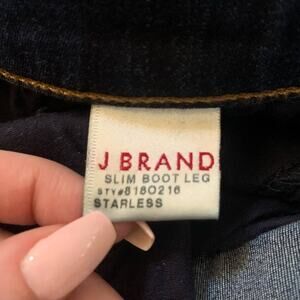 J BRAND
SLIM BOOT LEG
STY#8180216
STARLESS